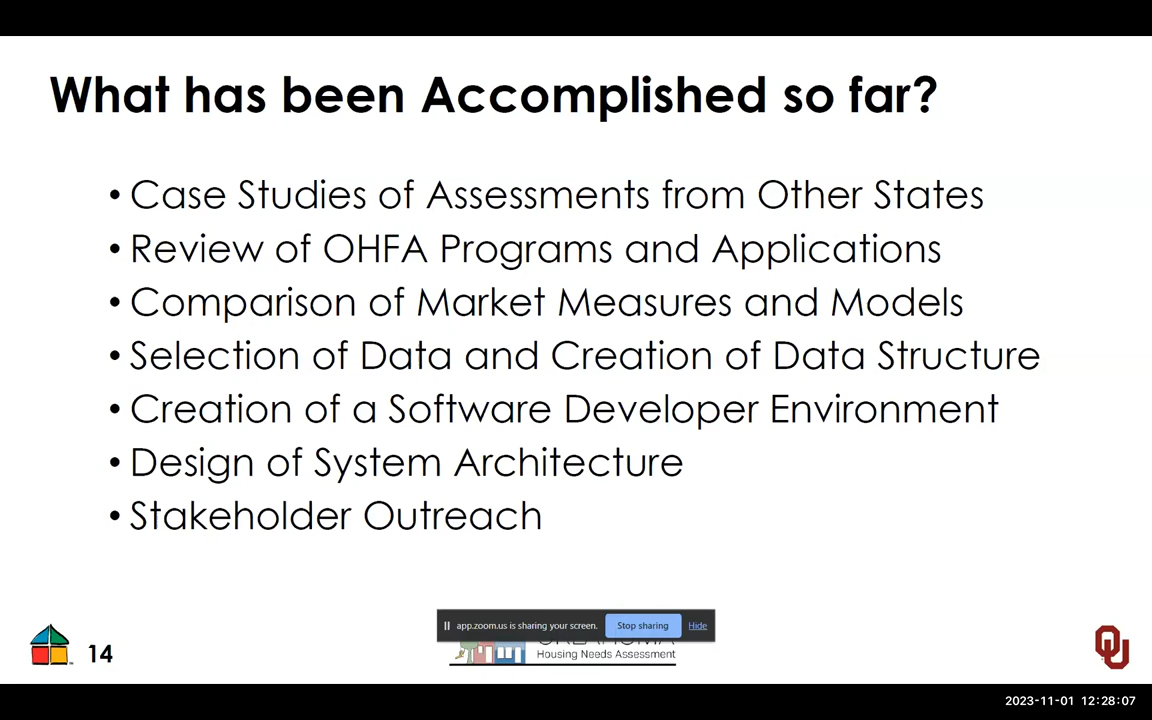 What has been Accomplished so far?
• Case Studies of Assessments from Other States
• Review of OHFA Programs and Applications
• Comparison of Market Measures and Models
• Selection of Data and Creation of Data Structure
• Creation of a Software Developer Environment
• Design of System Architecture
• Stakeholder Outreach
app.zoom.us is sharing your screen. Stop sharing Hide
Housing Needs Assessment
14
OU
2023-11-01 12:28:07